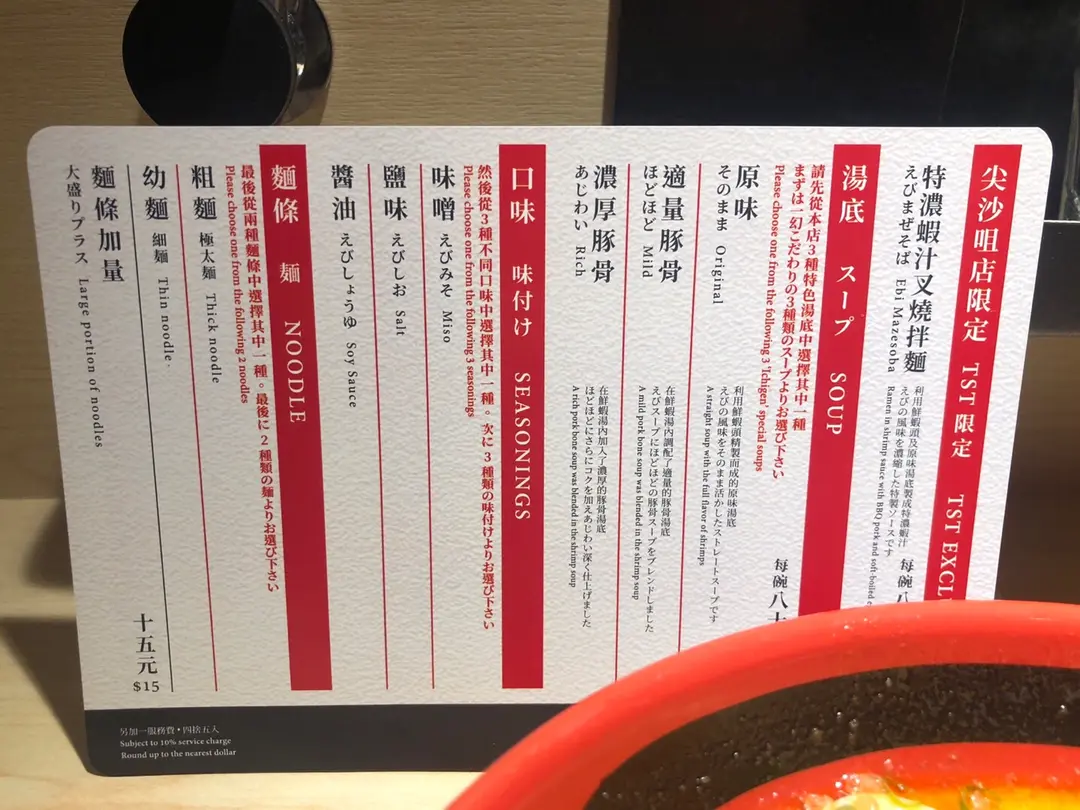 尖沙咀店限定 TST 限定 TST EXCL
特濃蝦汁叉燒拌麵
えびまぜそば Ebi Mazesoba
利用鮮蝦頭及原味湯底製成特濃蝦汁
えびの風味を濃縮した特製ソースです
Ramen in shrimp sauce with BBQ pork and soft-boiled
每碗八
湯底 スープ SOUP
請先從本店3種特色湯底中選擇其中一種
まずは一幻こだわりの3種類のスープよりお選び下さい
Please choose one from the following 3 'Ichigen' special soups
每碗八十
原味
そのまま Original
利用鮮蝦頭精製而成的原味湯底
えびの風味をそのまま活かしたストレートスープです
A straight soup with the full flavor of shrimps
適量豚骨
ほどほど Mild
在鮮蝦湯內調配了適量的豚骨湯底
えびスープにほどほどの豚骨スープをブレンドしました
A mild pork bone soup was blended in the shrimp soup
濃厚豚骨
あじわい Rich
在鮮蝦湯內加入了濃厚的豚骨湯底
ほどほどにさらにコクを加えあじわい深く仕上げました
A rich pork bone soup was blended in the shrimp soup
口味 味付け SEASONINGS
然後從3種不同口味中選擇其中一種。次に3種類の味付けよりお選び下さい
Please choose one from the following 3 seasonings
味噌 えびみそ Miso
鹽味 えびしお Salt
醬油 えびしょうゆ Soy Sauce
麵條 麺 NOODLE
最後從兩種麵條中選擇其中一種。最後に2種類の麺よりお選び下さい
Please choose one from the following 2 noodles
粗麵 極太麺 Thick noodle
幼麵 細麺 Thin noodle.
麵條加量
大盛りプラス Large portion of noodles
十五元
$15
另加一服務費・四捨五入
Subject to 10% service charge
Round up to the nearest dollar